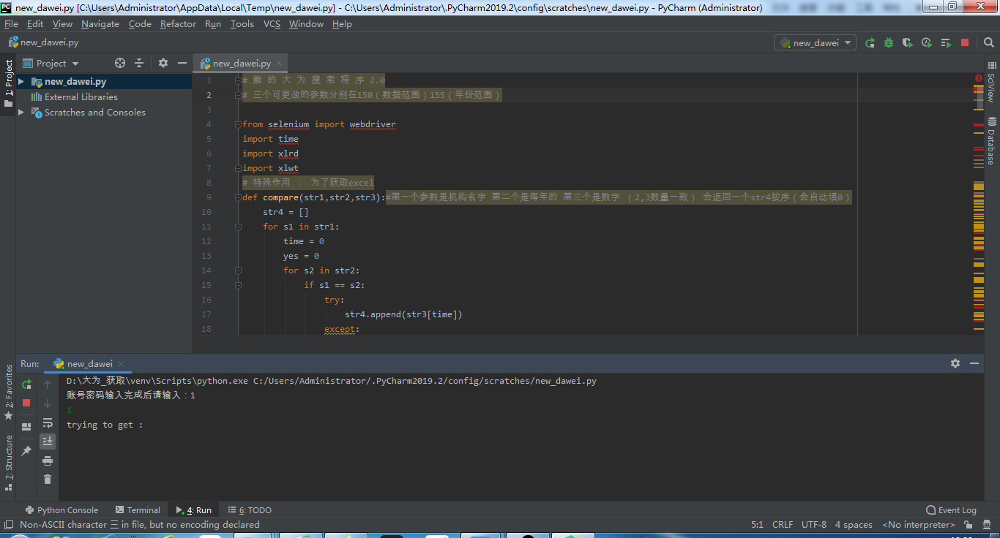 new_dawei.py [C:\Users\Administrator\AppData\Local\Temp\new_dawei.py] - C:\Users\Administrator\.PyCharm2019.2\config\scratches\new_dawei.py - PyCharm (Administrator)
File Edit View Navigate Code Refactor Run Tools VCS Window Help
new_dawei.py
new_dawei
Project
new_dawei.py
1: Project
new_dawei.py
External Libraries
Scratches and Consoles
1 # 熊 的 大 为 搜 索 程 序 2.0
2 # 三个可更改的参数分别在150（数据范围）155（年份范围）
3
4 from selenium import webdriver
5 import time
6 import xlrd
7 import xlwt
8 # 特殊作用 ： 为了获取excel
9 def compare(str1,str2,str3):#第一个参数是机构名字 第二个是每年的 第三个是数字 （2,3数量一致） 会返回一个str4按序（会自动填0）
10 str4 = []
11 for s1 in str1:
12 time = 0
13 yes = 0
14 for s2 in str2:
15 if s1 == s2:
16 try:
17 str4.append(str3[time])
18 except:
SciView
Database
Run: new_dawei
2: Favorites
7: Structure
D:\大为_获取\venv\Scripts\python.exe C:/Users/Administrator/.PyCharm2019.2/config/scratches/new_dawei.py
账号密码输入完成后请输入：1
1
trying to get :
Python Console Terminal 4: Run 6: TODO Event Log
Non-ASCII character 三 in file, but no encoding declared 5:1 CRLF UTF-8 4 spaces <No interpreter>